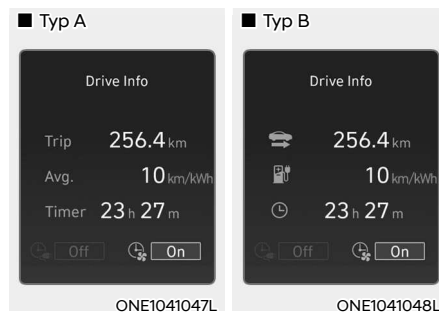 ■ Typ A
Drive Info
Trip 256.4 km
Avg. 10 km/kWh
Timer 23 h 27 m
Off On
ONE1041047L
■ Typ B
Drive Info
256.4 km
10 km/kWh
23 h 27 m
Off On
ONE1041048L